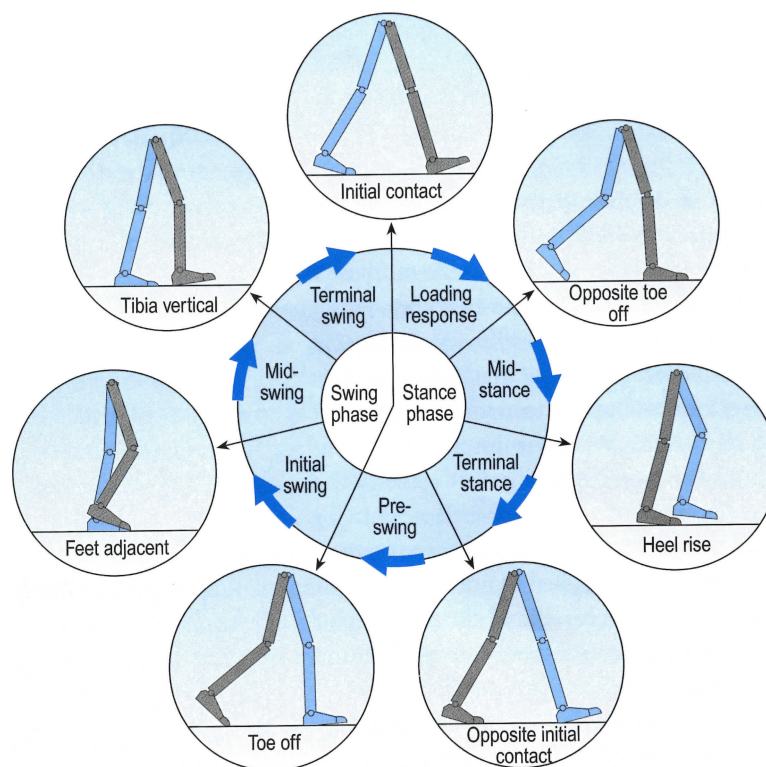 Initial contact
Opposite toe
off
Heel rise
Opposite initial
contact
Toe off
Feet adjacent
Tibia vertical
Loading
response
Mid-
stance
Terminal
stance
Pre-
swing
Initial
swing
Mid-
swing
Terminal
swing
Swing
phase
Stance
phase